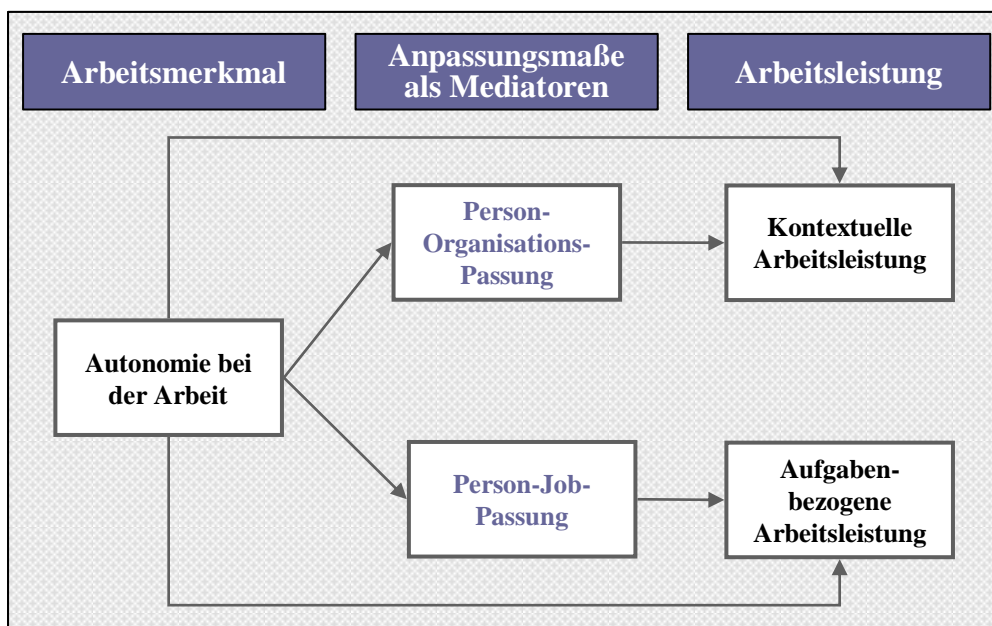 Arbeitsmerkmal
Anpassungsmaße
als Mediatoren
Arbeitsleistung
Person-
Organisations-
Passung
Kontextuelle
Arbeitsleistung
Autonomie bei
der Arbeit
Person-Job-
Passung
Aufgaben-
bezogene
Arbeitsleistung